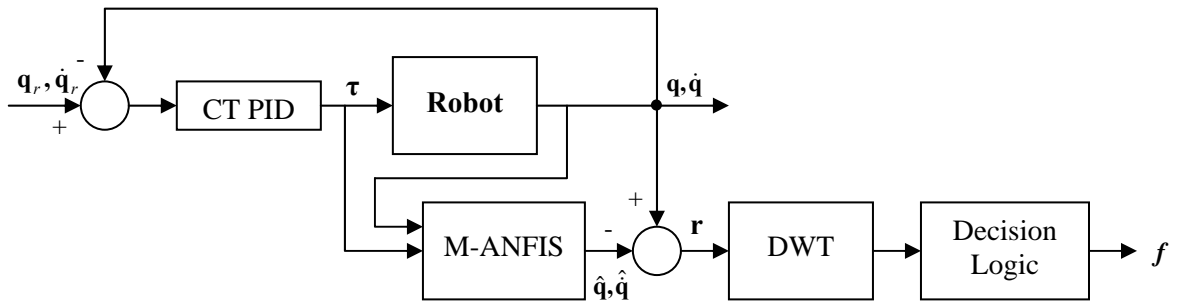 -
q_r, q̇_r
+
CT PID
τ
Robot
q, q̇
M-ANFIS
-
q̂, q̇̂
+
r
DWT
Decision
Logic
f